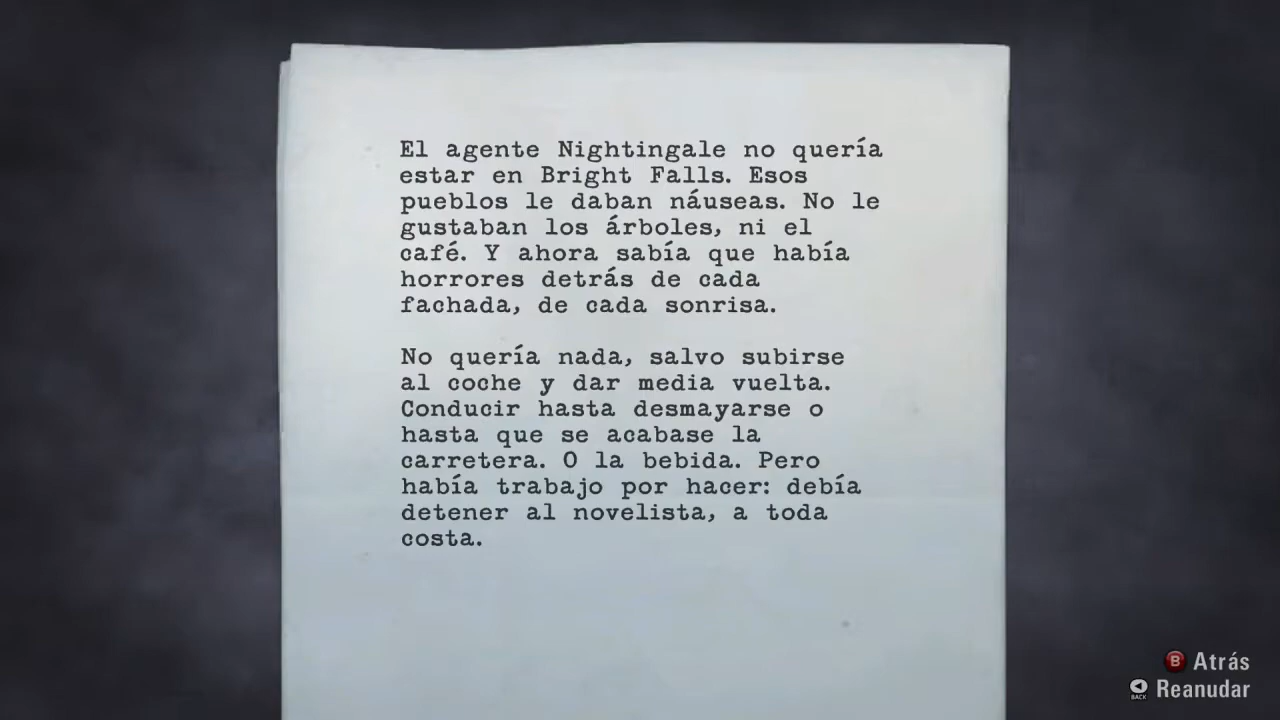 El agente Nightingale no quería
estar en Bright Falls. Esos
pueblos le daban náuseas. No le
gustaban los árboles, ni el
café. Y ahora sabía que había
horrores detrás de cada
fachada, de cada sonrisa.
No quería nada, salvo subirse
al coche y dar media vuelta.
Conducir hasta desmayarse o
hasta que se acabase la
carretera. O la bebida. Pero
había trabajo por hacer: debía
detener al novelista, a toda
costa.
B Atrás
BACK Reanudar